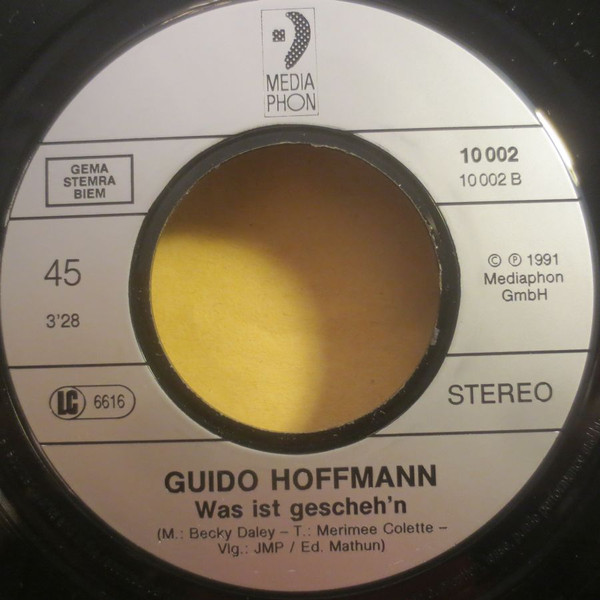 MEDIA
PHON
GEMA
STEMRA
BIEM
10 002
10 002 B
45
3'28
© ℗ 1991
Mediaphon
GmbH
LC 6616
STEREO
GUIDO HOFFMANN
Was ist gescheh'n
(M.: Becky Daley – T.: Merimee Colette –
Vlg.: JMP / Ed. Mathun)